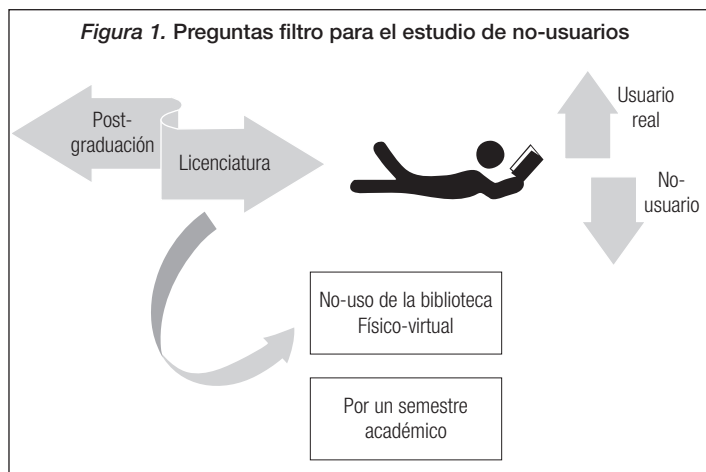 Figura 1. Preguntas filtro para el estudio de no-usuarios
Post-
graduación
Licenciatura
Usuario
real
No-
usuario
No-uso de la biblioteca
Físico-virtual
Por un semestre
académico